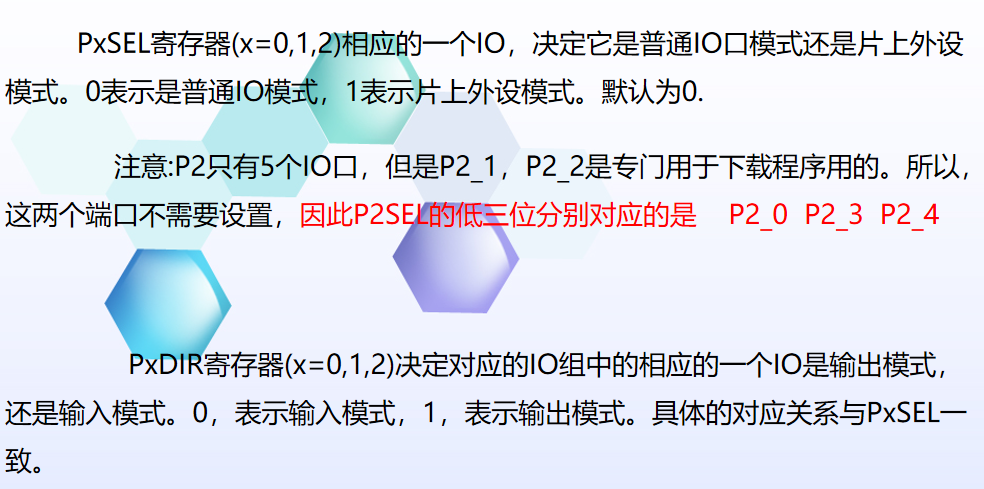 PxSEL寄存器(x=0,1,2)相应的一个IO，决定它是普通IO口模式还是片上外设
模式。0表示是普通IO模式，1表示片上外设模式。默认为0.
注意:P2只有5个IO口，但是P2_1，P2_2是专门用于下载程序用的。所以，
这两个端口不需要设置，因此P2SEL的低三位分别对应的是 P2_0 P2_3 P2_4
PxDIR寄存器(x=0,1,2)决定对应的IO组中的相应的一个IO是输出模式，
还是输入模式。0，表示输入模式，1，表示输出模式。具体的对应关系与PxSEL一
致。